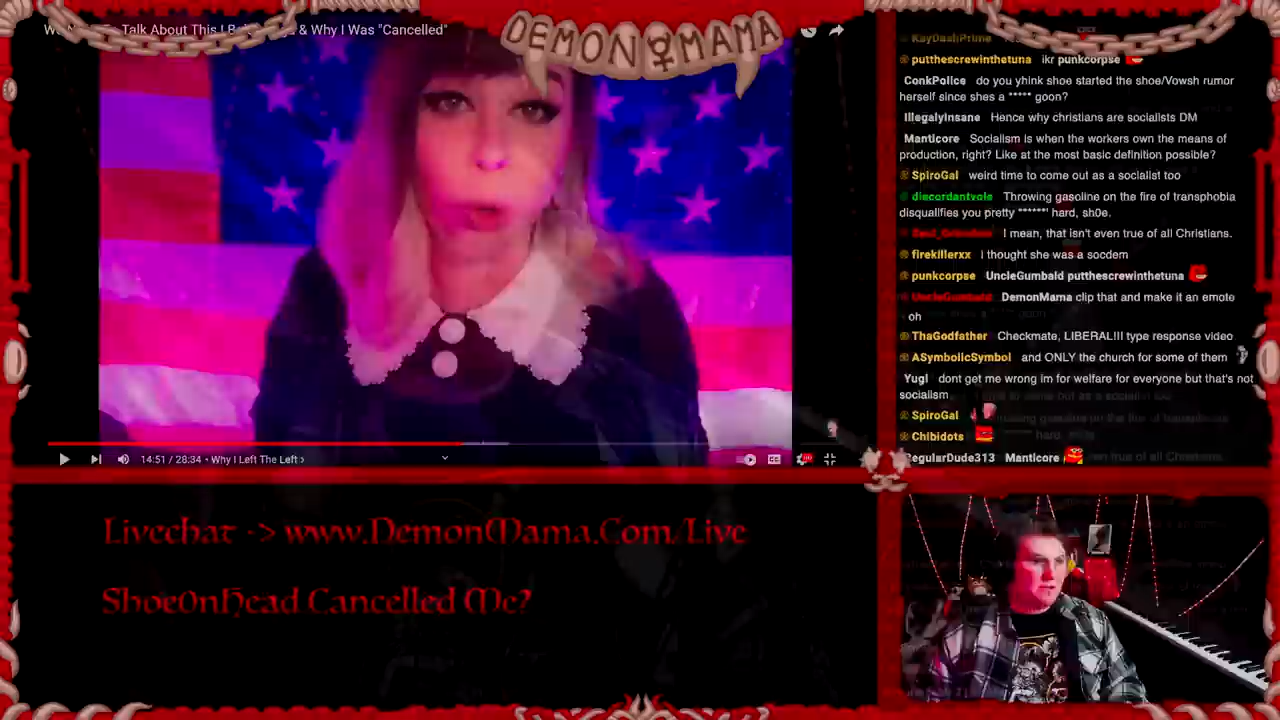 Talk About This | & Why I Was "Cancelled"
DEMON MAMA
KayDashPrime
putthescrewinthetuna ikr punkcorpse
ConkPolice do you yhink shoe started the shoe/Vowsh rumor
herself since shes a ***** goon?
IllegalyInsane Hence why christians are socialists DM
Manticore Socialism is when the workers own the means of
production, right? Like at the most basic definition possible?
SpiroGal weird time to come out as a socialist too
discordantvole Throwing gasoline on the fire of transphobia
disqualifies you pretty ******* hard, sh0e.
I mean, that isn't even true of all Christians.
firekillerxx i thought she was a socdem
punkcorpse UncleGumbald putthescrewinthetuna
UncleGumbald DemonMama clip that and make it an emote
oh
ThaGodfather Checkmate, LIBERAL!!! type response video
ASymbolicSymbol and ONLY the church for some of them
Yugi dont get me wrong im for welfare for everyone but that's not
socialism
SpiroGal
Chibidots
RegularDude313 Manticore
14:51 / 28:34 • Why I Left The Left ›
Livechat -> www.DemonMama.Com/Live
ShoeOnHead Cancelled Me?